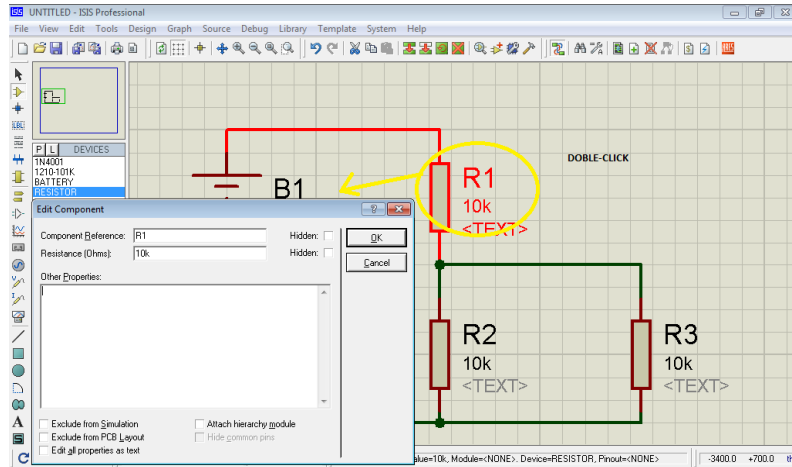 UNTITLED - ISIS Professional
File View Edit Tools Design Graph Source Debug Library Template System Help
P L DEVICES
1N4001
1210-101K
BATTERY
RESISTOR
DOBLE-CLICK
B1
R1
10k
<TEXT>
Edit Component
Component Reference: R1 Hidden:
Resistance (Ohms): 10k Hidden:
OK
Cancel
Other Properties:
Exclude from Simulation
Exclude from PCB Layout
Edit all properties as text
Attach hierarchy module
Hide common pins
R2
10k
<TEXT>
R3
10k
<TEXT>
alue=10k, Module=<NONE>. Device=RESISTOR, Pinout=<NONE>
-3400.0 +700.0 th